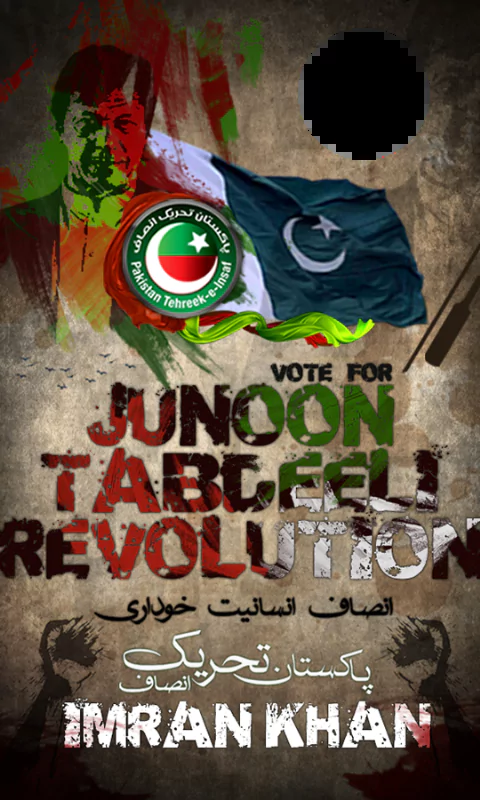 پاکستان تحریک انصاف
Pakistan Tehreek-e-Insaf
VOTE FOR
JUNOON
TABDEELI
REVOLUTION
انصاف انسانیت خوداری
پاکستان تحریک انصاف
IMRAN KHAN